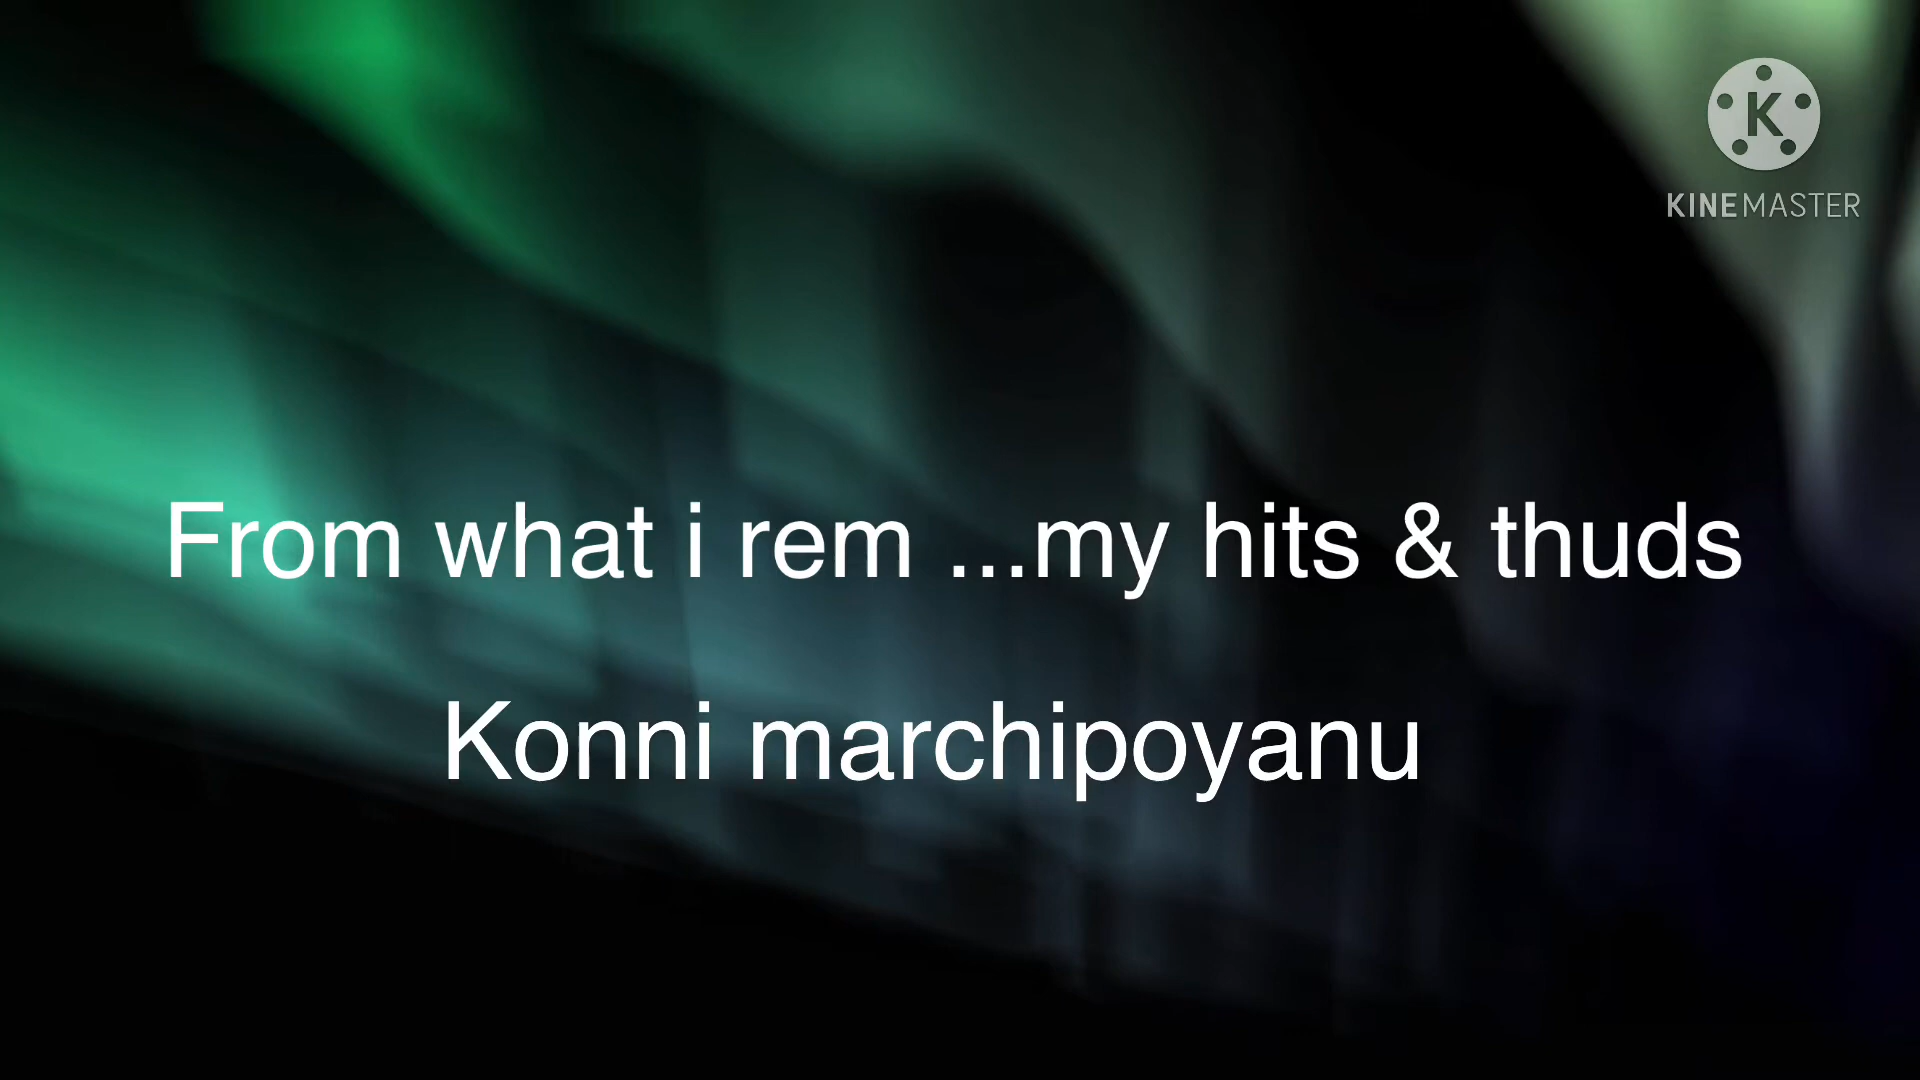 K
KINEMASTER
From what i rem ...my hits & thuds
Konni marchipoyanu